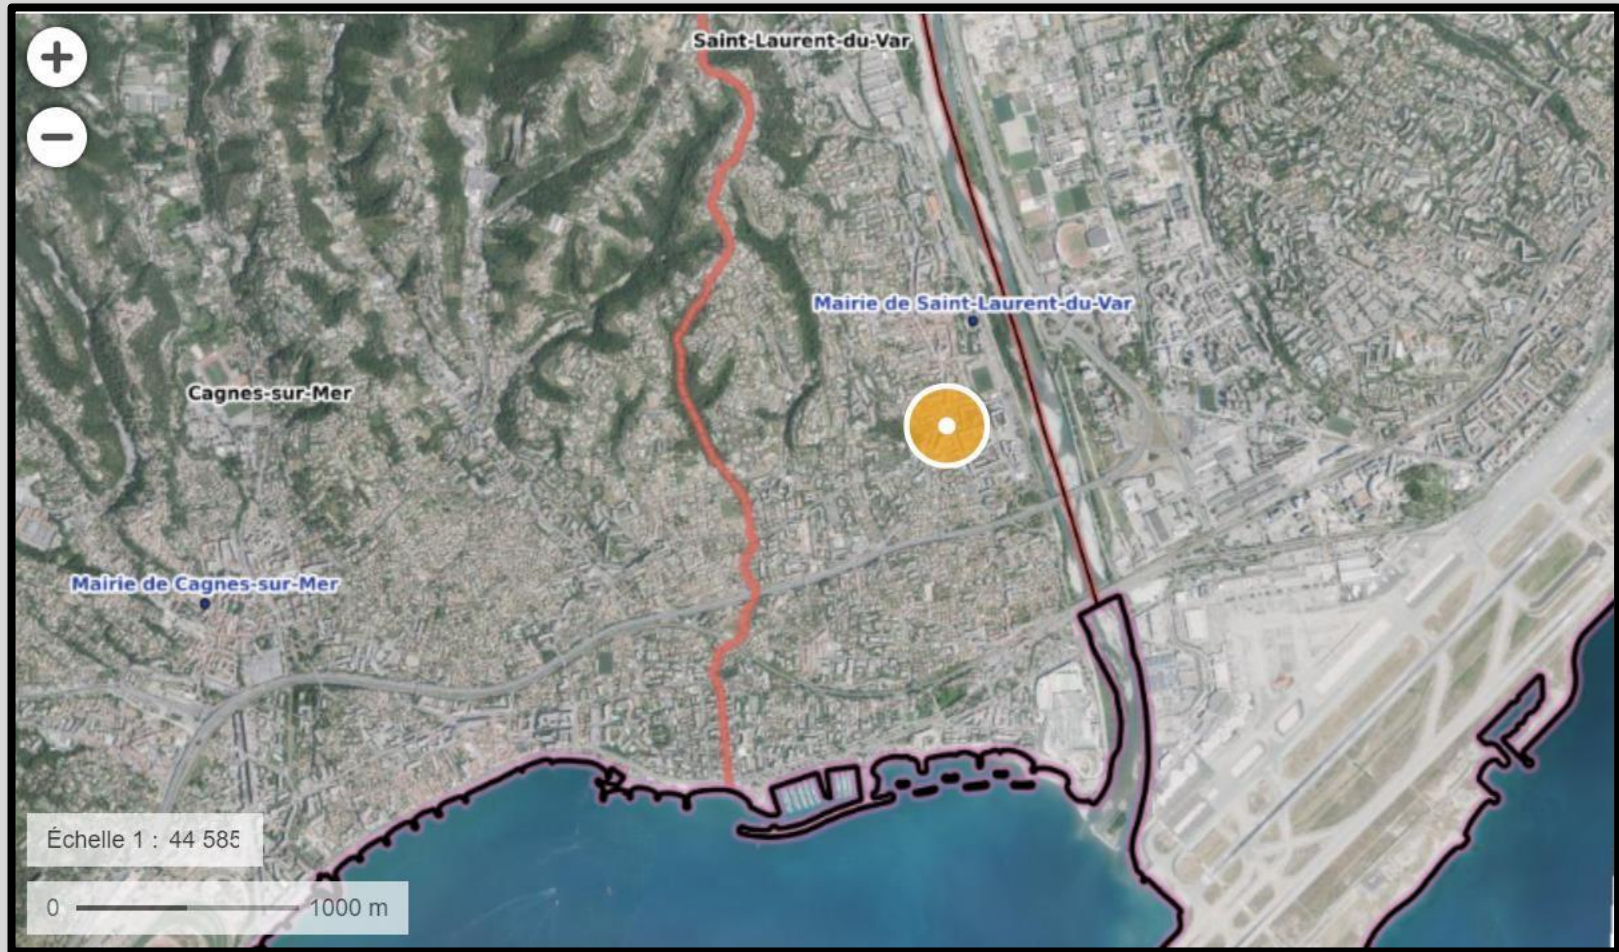 +
Saint-Laurent-du-Var
−
Mairie de Saint-Laurent-du-Var
Cagnes-sur-Mer
Mairie de Cagnes-sur-Mer
Échelle 1 : 44 585
0 1000 m